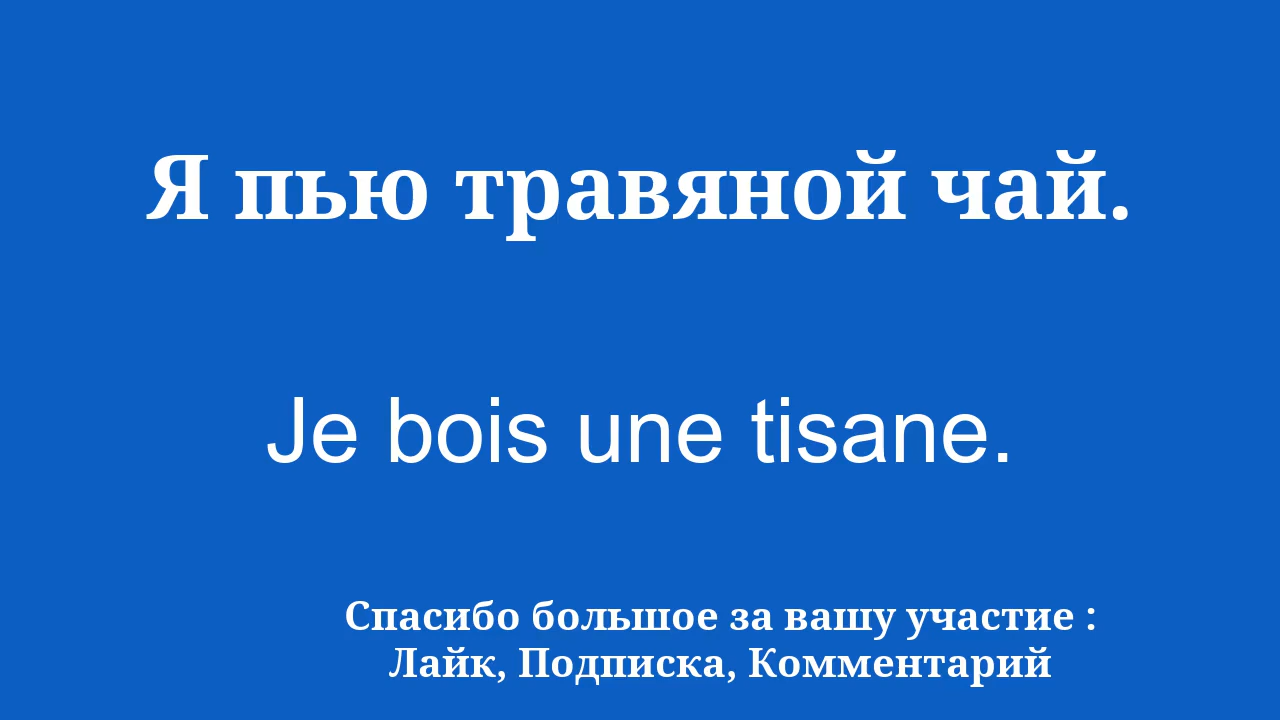 Я пью травяной чай.
Je bois une tisane.
Спасибо большое за вашу участие :
Лайк, Подписка, Комментарий